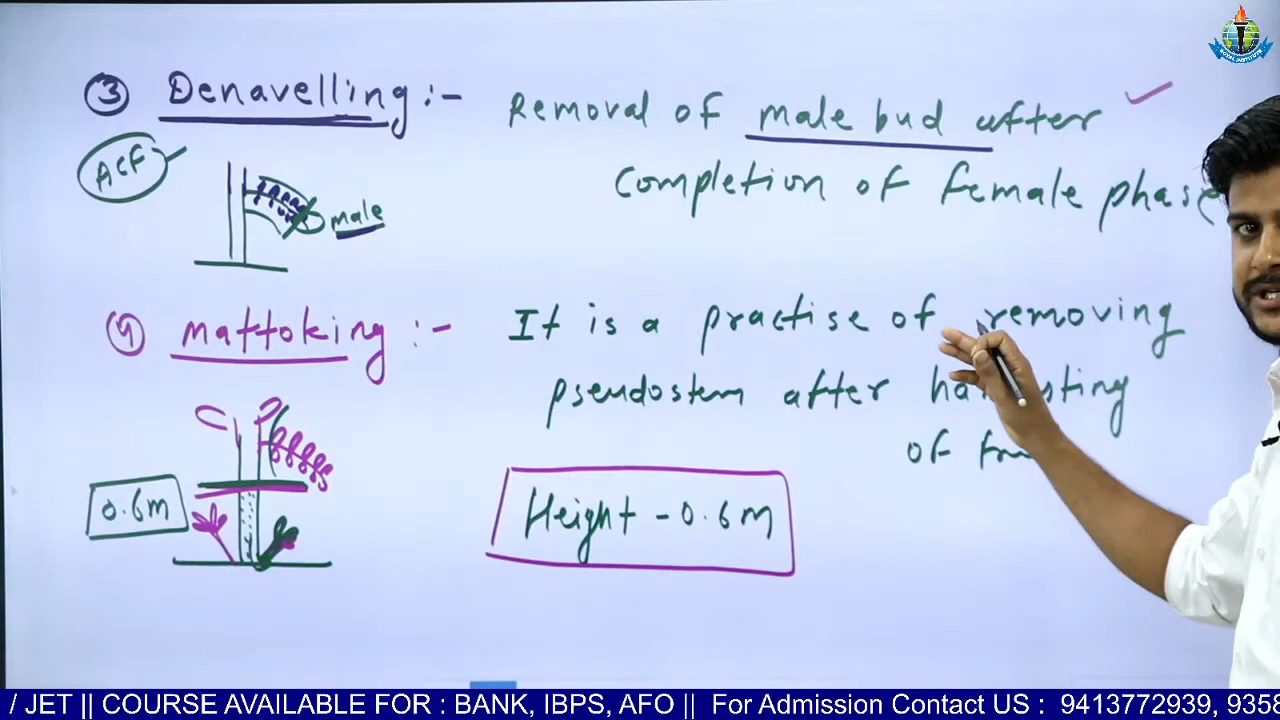 ③ Denavelling :- Removal of male bud after
completion of female phase
ACF
male
④ mattoking :- It is a practise of removing
pseudostem after
of
0.6m
Height - 0.6m
ROYAL INSTITUTE
/ JET || COURSE AVAILABLE FOR : BANK, IBPS, AFO || For Admission Contact US : 9413772939, 9358